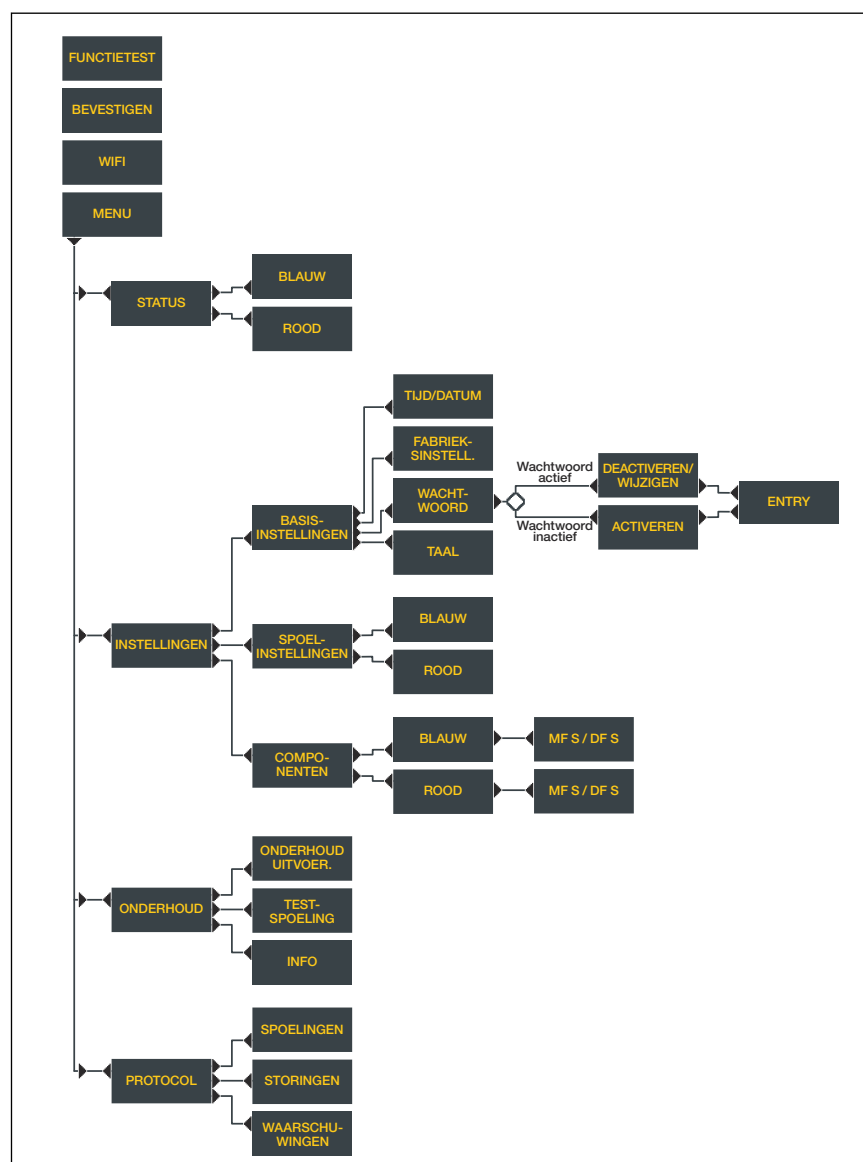 FUNCTIETEST
BEVESTIGEN
WIFI
MENU
STATUS
BLAUW
ROOD
INSTELLINGEN
BASIS-
INSTELLINGEN
TIJD/DATUM
FABRIEK-
SINSTELL.
WACHT-
WOORD
Wachtwoord
actief
DEACTIVEREN/
WIJZIGEN
Wachtwoord
inactief
ACTIVEREN
ENTRY
TAAL
SPOEL-
INSTELLINGEN
BLAUW
ROOD
COMPO-
NENTEN
BLAUW
MF S / DF S
ROOD
MF S / DF S
ONDERHOUD
ONDERHOUD
UITVOER.
TEST-
SPOELING
INFO
PROTOCOL
SPOELINGEN
STORINGEN
WAARSCHU-
WINGEN